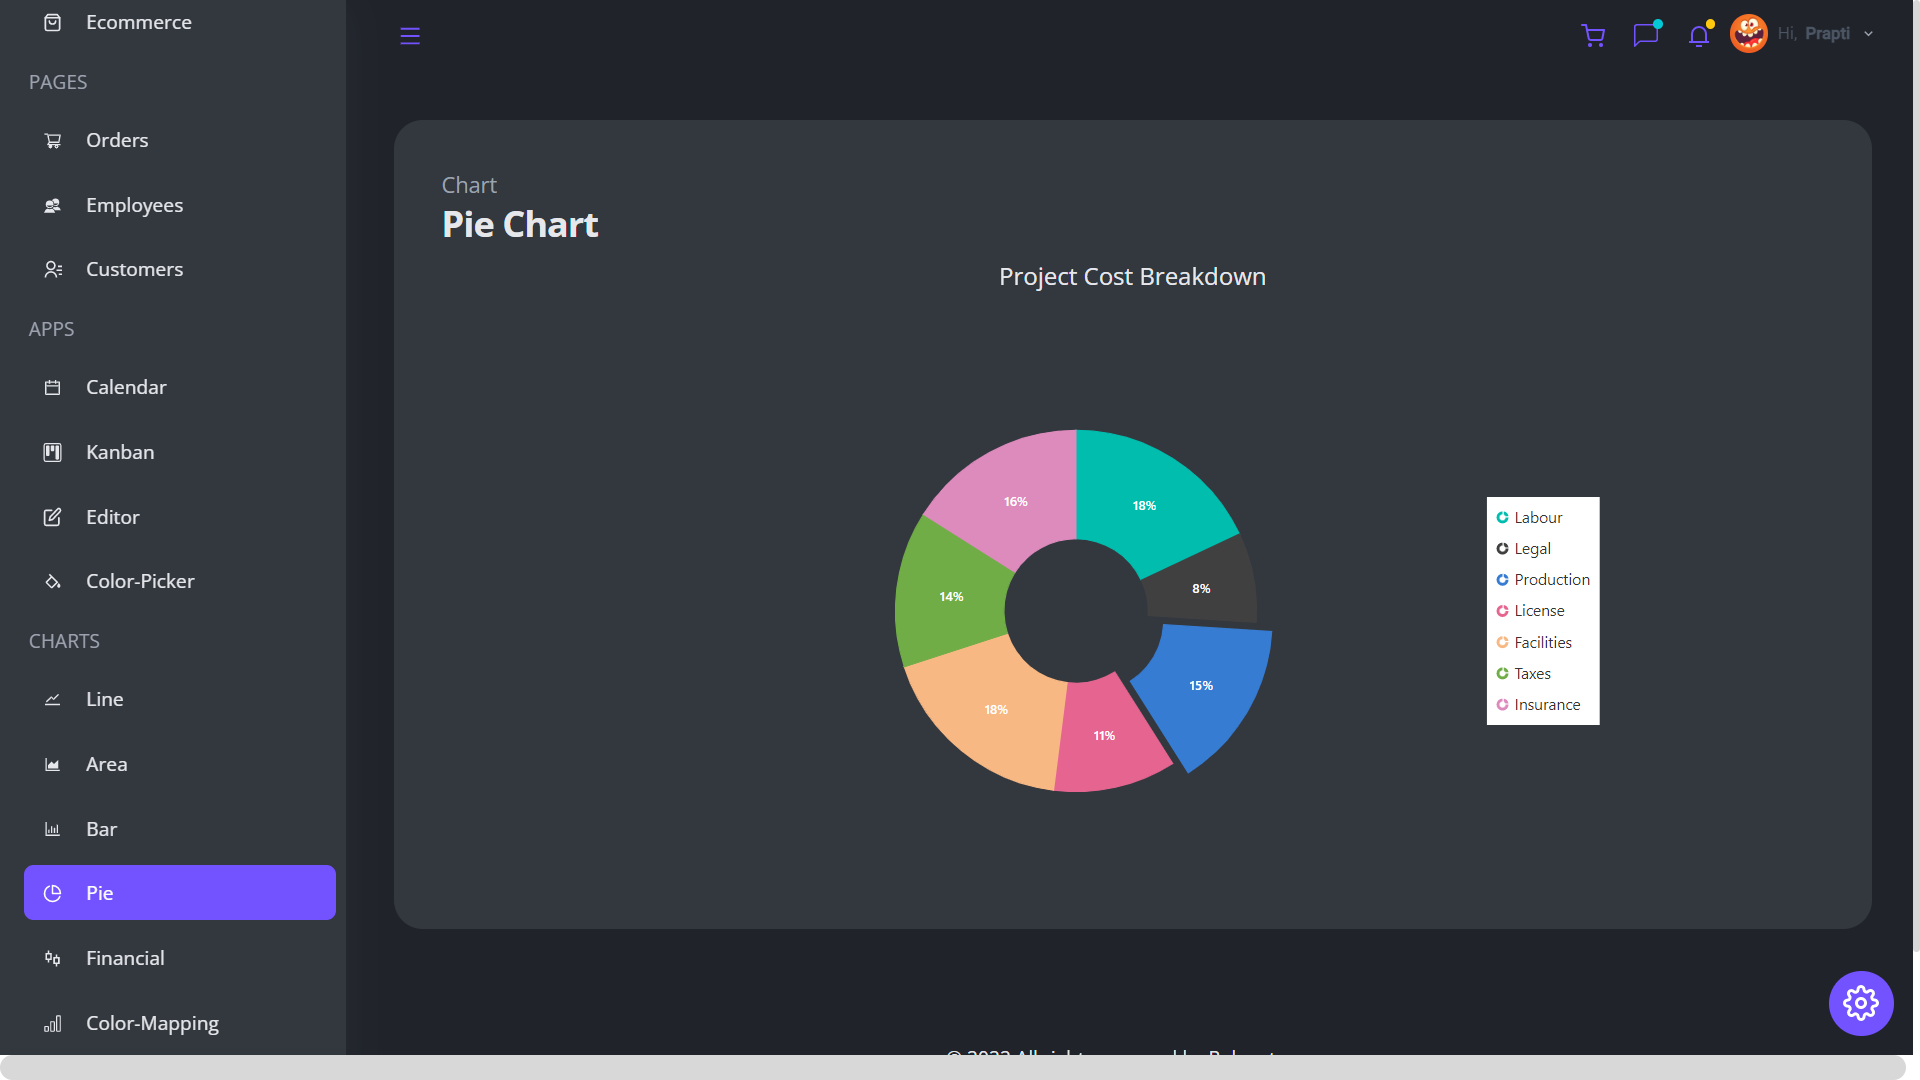 Ecommerce
PAGES
Orders
Employees
Customers
APPS
Calendar
Kanban
Editor
Color-Picker
CHARTS
Line
Area
Bar
Pie
Financial
Color-Mapping
Hi, Prapti
Chart
Pie Chart
Project Cost Breakdown
16%
18%
8%
14%
15%
18%
11%
Labour
Legal
Production
License
Facilities
Taxes
Insurance
© 2023 All